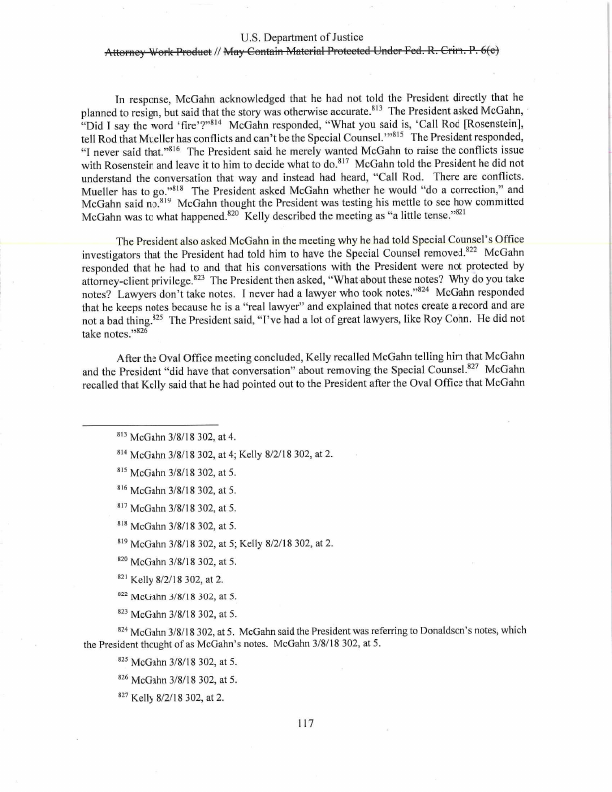 U.S. Department of Justice
Attorney Work Product // May Contain Material Protected Under Fed. R. Crim. P. 6(e)
In response, McGahn acknowledged that he had not told the President directly that he
planned to resign, but said that the story was otherwise accurate.813 The President asked McGahn,
“Did I say the word ‘fire’?”814 McGahn responded, “What you said is, ‘Call Rod [Rosenstein],
tell Rod that Mueller has conflicts and can’t be the Special Counsel.’”815 The President responded,
“I never said that.”816 The President said he merely wanted McGahn to raise the conflicts issue
with Rosenstein and leave it to him to decide what to do.817 McGahn told the President he did not
understand the conversation that way and instead had heard, “Call Rod. There are conflicts.
Mueller has to go.”818 The President asked McGahn whether he would “do a correction,” and
McGahn said no.819 McGahn thought the President was testing his mettle to see how committed
McGahn was to what happened.820 Kelly described the meeting as “a little tense.”821
The President also asked McGahn in the meeting why he had told Special Counsel’s Office
investigators that the President had told him to have the Special Counsel removed.822 McGahn
responded that he had to and that his conversations with the President were not protected by
attorney-client privilege.823 The President then asked, “What about these notes? Why do you take
notes? Lawyers don’t take notes. I never had a lawyer who took notes.”824 McGahn responded
that he keeps notes because he is a “real lawyer” and explained that notes create a record and are
not a bad thing.825 The President said, “I’ve had a lot of great lawyers, like Roy Cohn. He did not
take notes.”826
After the Oval Office meeting concluded, Kelly recalled McGahn telling him that McGahn
and the President “did have that conversation” about removing the Special Counsel.827 McGahn
recalled that Kelly said that he had pointed out to the President after the Oval Office that McGahn
813 McGahn 3/8/18 302, at 4.
814 McGahn 3/8/18 302, at 4; Kelly 8/2/18 302, at 2.
815 McGahn 3/8/18 302, at 5.
816 McGahn 3/8/18 302, at 5.
817 McGahn 3/8/18 302, at 5.
818 McGahn 3/8/18 302, at 5.
819 McGahn 3/8/18 302, at 5; Kelly 8/2/18 302, at 2.
820 McGahn 3/8/18 302, at 5.
821 Kelly 8/2/18 302, at 2.
822 McGahn 3/8/18 302, at 5.
823 McGahn 3/8/18 302, at 5.
824 McGahn 3/8/18 302, at 5. McGahn said the President was referring to Donaldson’s notes, which
the President thought of as McGahn’s notes. McGahn 3/8/18 302, at 5.
825 McGahn 3/8/18 302, at 5.
826 McGahn 3/8/18 302, at 5.
827 Kelly 8/2/18 302, at 2.
117